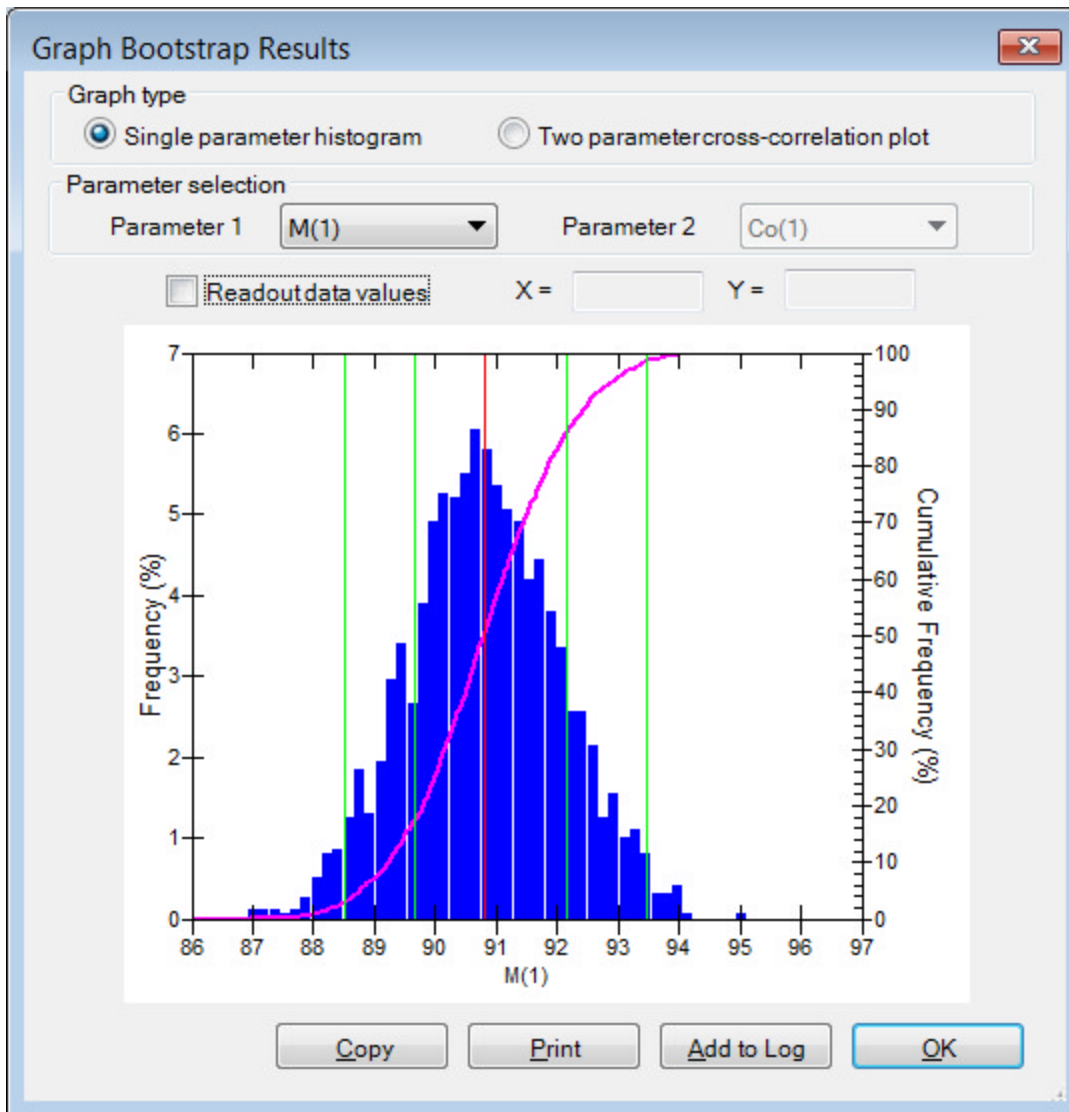 Graph Bootstrap Results
Graph type
Single parameter histogram Two parameter cross-correlation plot
Parameter selection
Parameter 1 M(1) Parameter 2 Co(1)
Readout data values X = Y =
7 100
90
6
80
5 70
60
4
50
3 40
30
2
20
1
10
0 0
Frequency (%)
Cumulative Frequency (%)
86 87 88 89 90 91 92 93 94 95 96 97
M(1)
Copy Print Add to Log OK